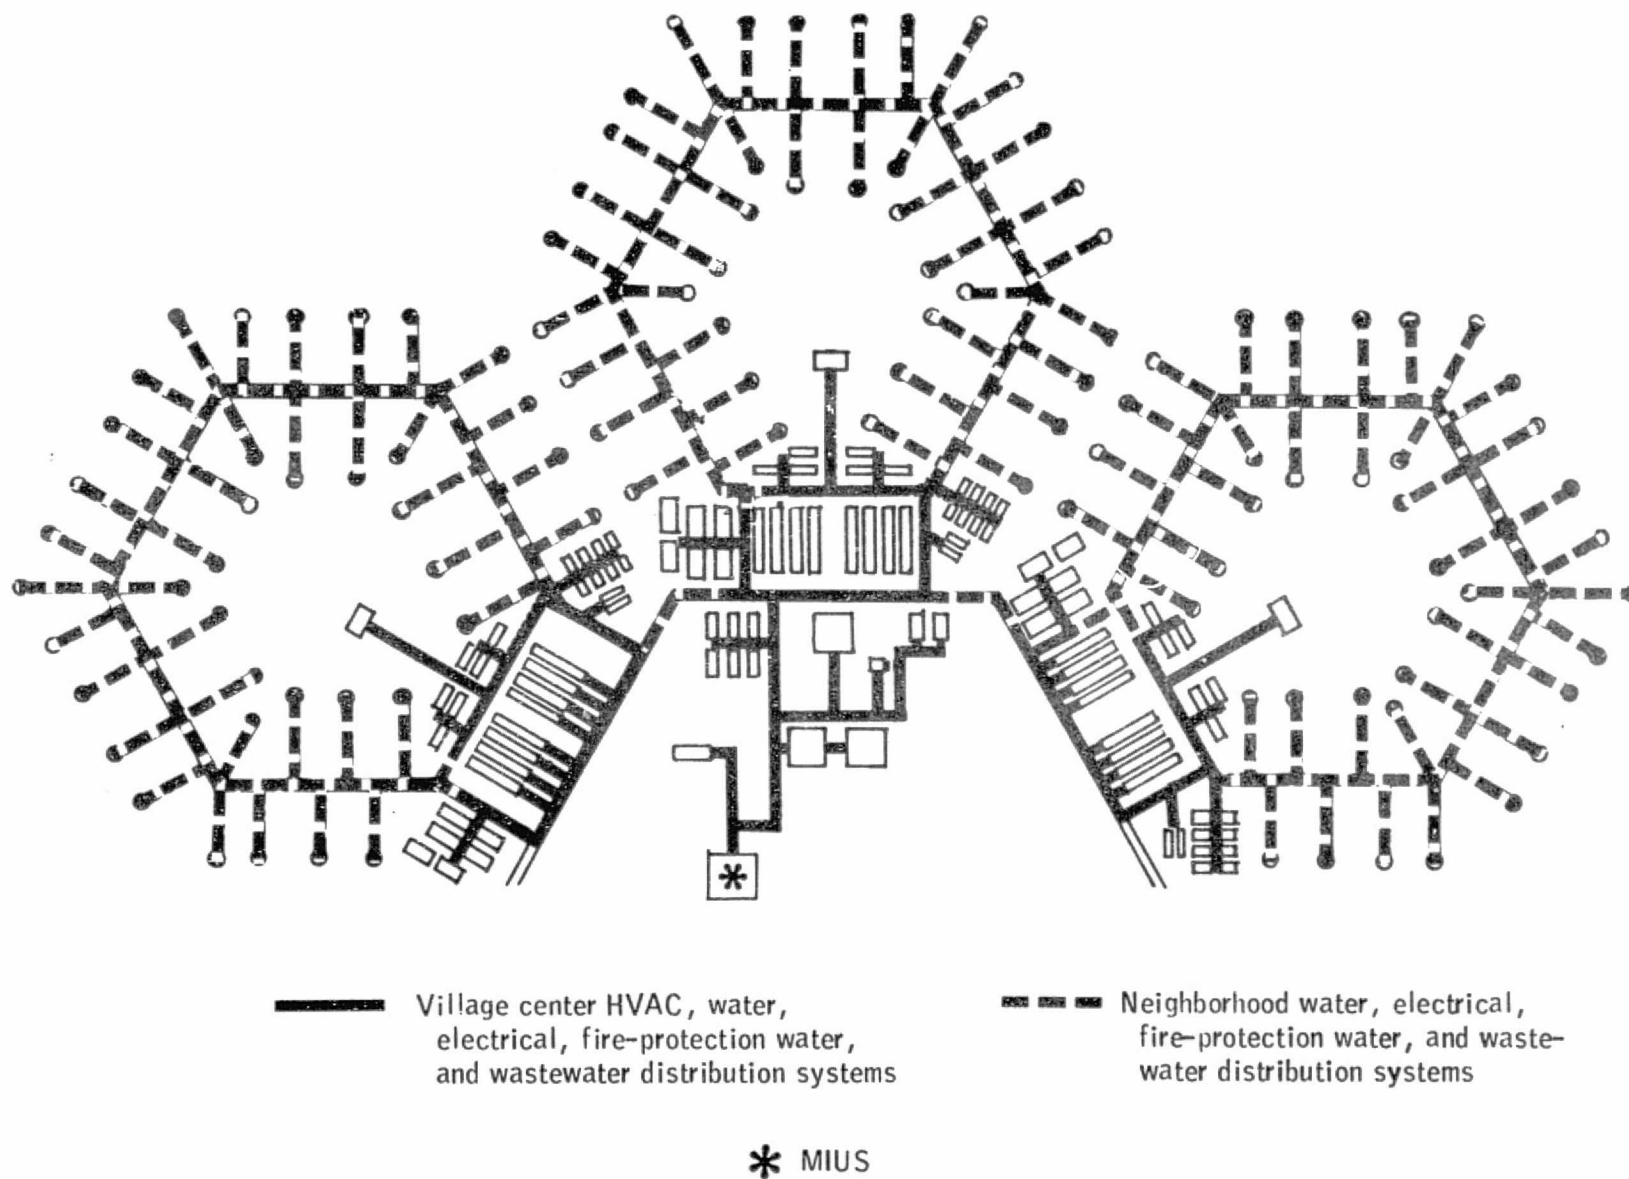 Village center HVAC, water,
electrical, fire-protection water,
and wastewater distribution systems
Neighborhood water, electrical,
fire-protection water, and waste-
water distribution systems
* MIUS